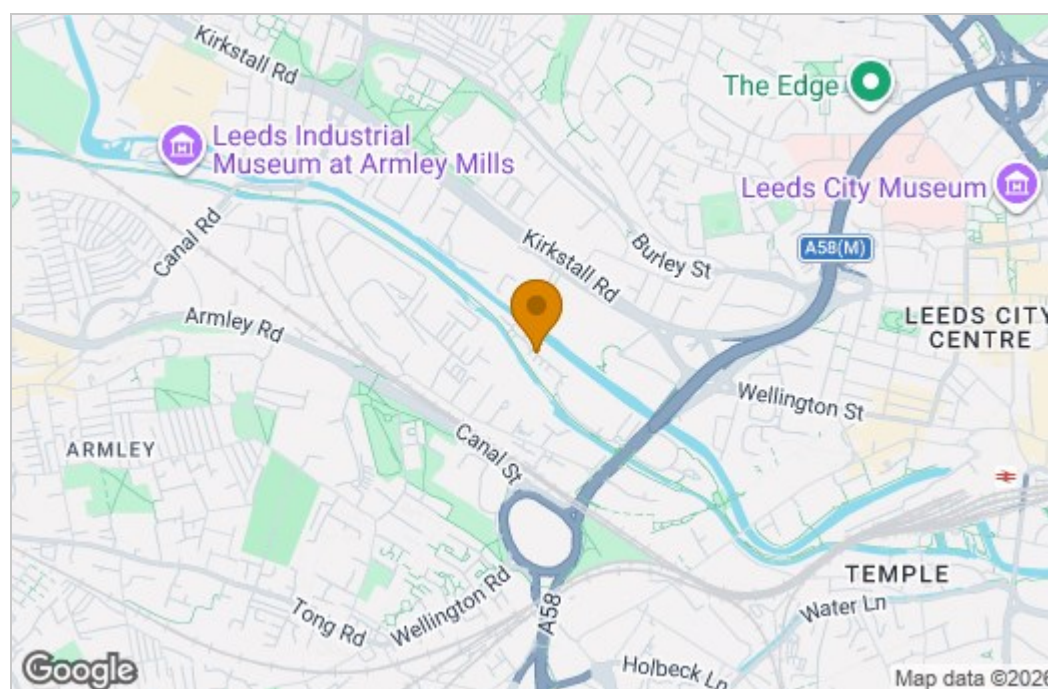 Kirkstall Rd
The Edge
Leeds Industrial
Museum at Armley Mills
Leeds City Museum
Canal Rd
Kirkstall Rd
Burley St
A58(M)
Armley Rd
LEEDS CITY
CENTRE
Wellington St
ARMLEY
Canal St
TEMPLE
Tong Rd
Wellington Rd
A58
Water Ln
Holbeck Ln
Google
Map data ©2026